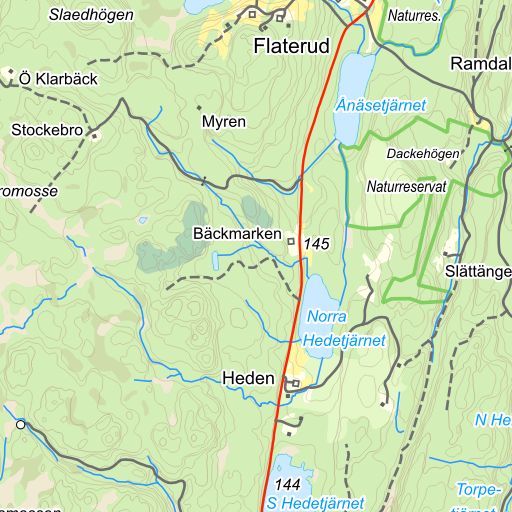 Slaedhögen
Naturres.
Flaterud
Ramdal
Ö Klarbäck
Ånäsetjärnet
Myren
Stockebro
Dackehögen
Naturreservat
romosse
Bäckmarken
145
Slättänge
Norra
Hedetjärnet
Heden
N He
144
S Hedetjärnet
Torpe-
tjärnet